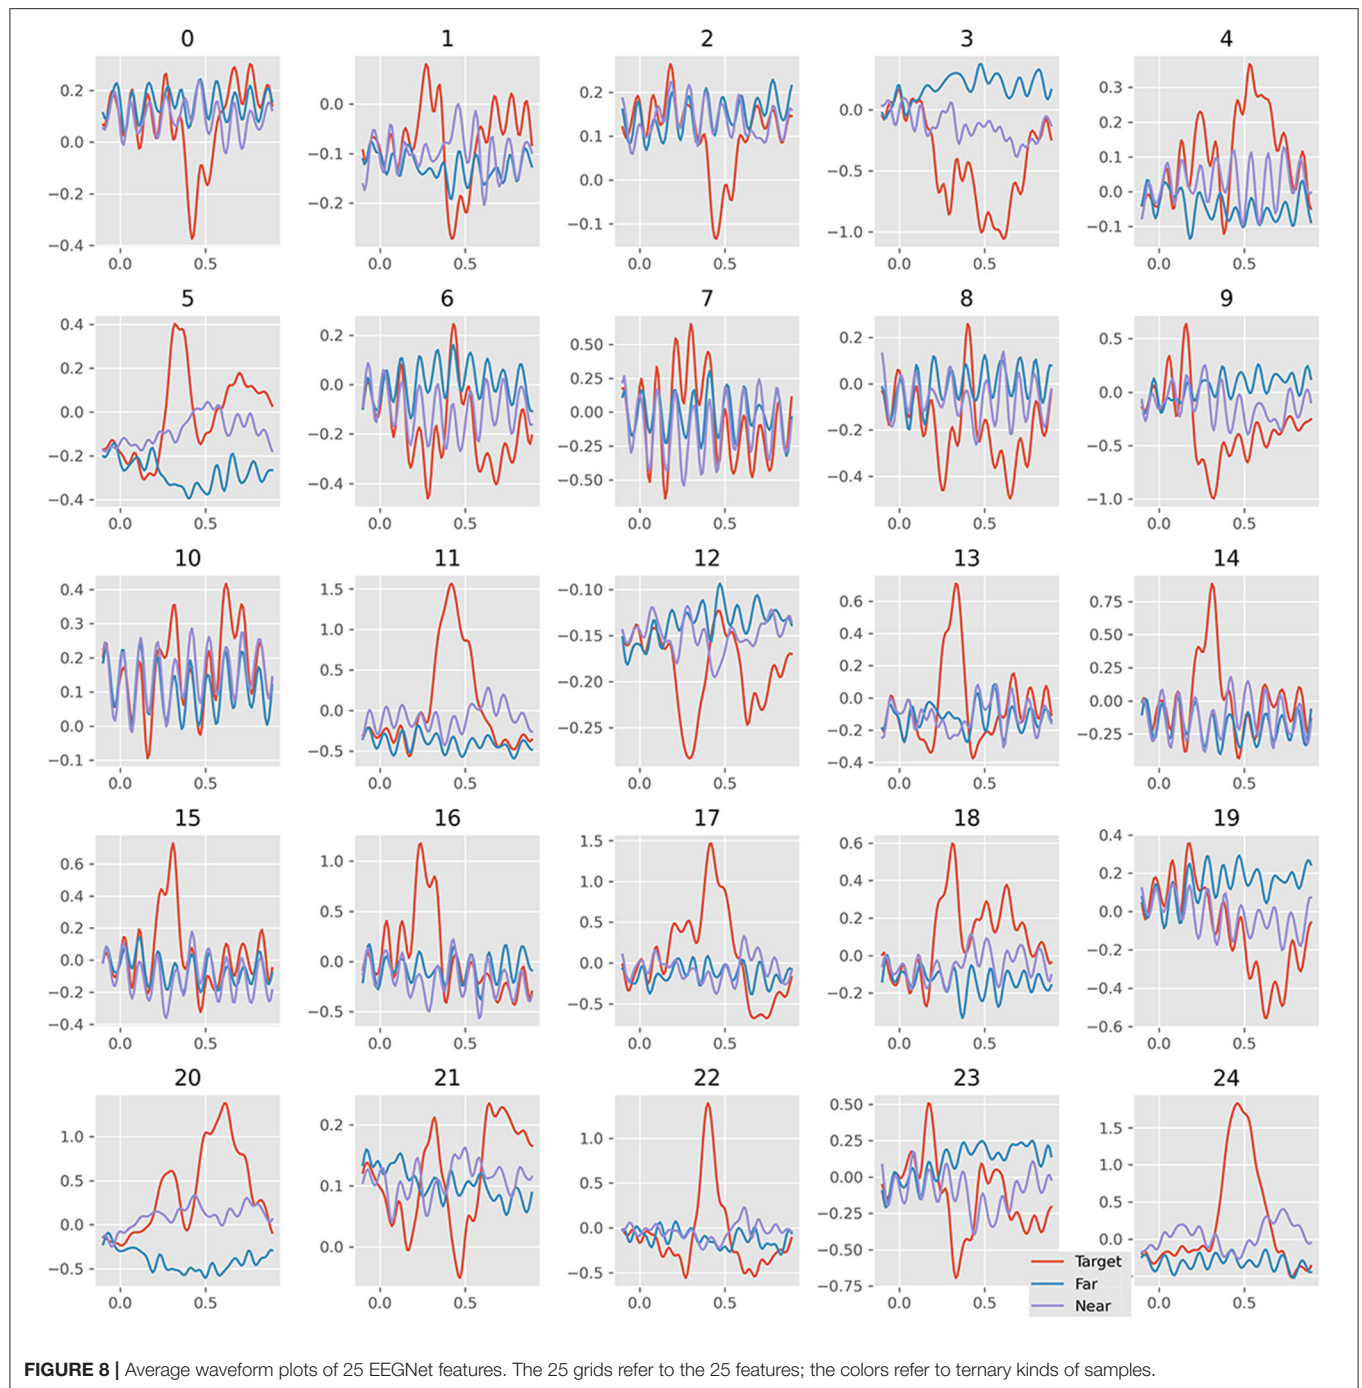 0 1 2 3 4
0.2 0.0 0.2 0.3
0.0 −0.1 0.1 0.0 0.2
−0.2 −0.2 0.0 −0.5 0.1
−0.4 −0.1 −1.0 0.0
−0.1
0.0 0.5 0.0 0.5 0.0 0.5 0.0 0.5 0.0 0.5
5 6 7 8 9
0.4 0.2 0.50 0.2 0.5
0.2 0.0 0.25 0.0 0.0
0.0 −0.2 0.00 −0.2 −0.5
−0.2 −0.4 −0.25 −0.4 −1.0
−0.4 −0.50
0.0 0.5 0.0 0.5 0.0 0.5 0.0 0.5 0.0 0.5
10 11 12 13 14
0.4 1.5 −0.10 0.6 0.75
0.3 1.0 −0.15 0.4 0.50
0.2 0.5 −0.20 0.2 0.25
0.1 0.0 −0.25 0.0 0.00
0.0 −0.5 −0.2 −0.25
−0.1 −0.4
0.0 0.5 0.0 0.5 0.0 0.5 0.0 0.5 0.0 0.5
15 16 17 18 19
0.6 1.0 1.5 0.6 0.4
0.4 0.5 1.0 0.4 0.2
0.2 0.0 0.5 0.2 0.0
0.0 −0.5 0.0 0.0 −0.2
−0.2 −0.5 −0.2 −0.4
−0.4 −0.6
0.0 0.5 0.0 0.5 0.0 0.5 0.0 0.5 0.0 0.5
20 21 22 23 24
1.0 0.2 1.0 0.50 1.5
0.5 0.1 0.5 0.25 1.0
0.0 0.0 0.0 0.00 0.5
−0.5 −0.5 −0.25 0.0
−0.50
−0.75
Target
Far
Near
0.0 0.5 0.0 0.5 0.0 0.5 0.0 0.5 0.0 0.5
FIGURE 8 | Average waveform plots of 25 EEGNet features. The 25 grids refer to the 25 features; the colors refer to ternary kinds of samples.